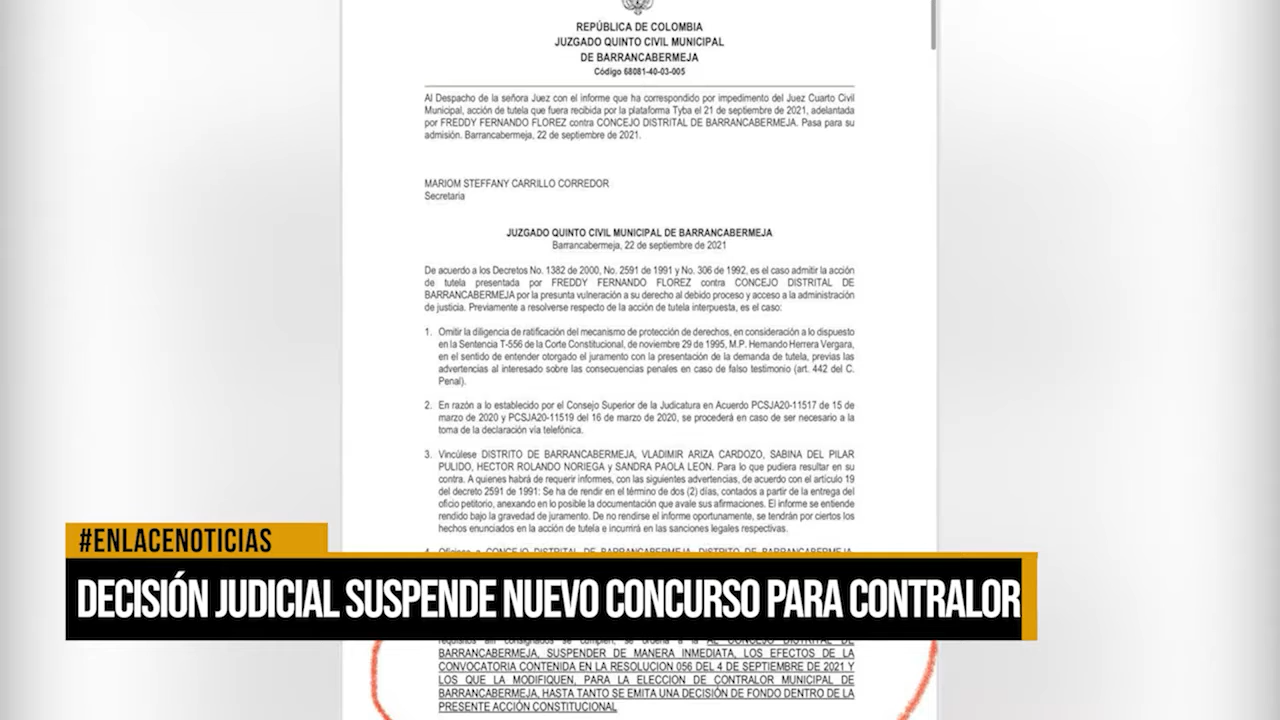 REPÚBLICA DE COLOMBIA
JUZGADO QUINTO CIVIL MUNICIPAL
DE BARRANCABERMEJA
Código 68081-40-03-005
Al Despacho de la señora Juez con el informe que ha correspondido por impedimento del Juez Cuarto Civil
Municipal, acción de tutela que fuera recibida por la plataforma Tyba el 21 de septiembre de 2021, adelantada
por FREDDY FERNANDO FLOREZ contra CONCEJO DISTRITAL DE BARRANCABERMEJA. Pasa para su
admisión. Barrancabermeja, 22 de septiembre de 2021.
MARIOM STEFFANY CARRILLO CORREDOR
Secretaria
JUZGADO QUINTO CIVIL MUNICIPAL DE BARRANCABERMEJA
Barrancabermeja, 22 de septiembre de 2021
De acuerdo a los Decretos No. 1382 de 2000, No. 2591 de 1991 y No. 306 de 1992, es el caso admitir la acción
de tutela presentada por FREDDY FERNANDO FLOREZ contra CONCEJO DISTRITAL DE
BARRANCABERMEJA por la presunta vulneración a su derecho al debido proceso y acceso a la administración
de justicia. Previamente a resolverse respecto de la acción de tutela interpuesta, es el caso:
1. Omitir la diligencia de ratificación del mecanismo de protección de derechos, en consideración a lo dispuesto
en la Sentencia T-556 de la Corte Constitucional, de noviembre 29 de 1995, M.P. Hernando Herrera Vergara,
en el sentido de entender otorgado el juramento con la presentación de la demanda de tutela, previas las
advertencias al interesado sobre las consecuencias penales en caso de falso testimonio (art. 442 del C.
Penal).
2. En razón a lo establecido por el Consejo Superior de la Judicatura en Acuerdo PCSJA20-11517 de 15 de
marzo de 2020 y PCSJA20-11519 del 16 de marzo de 2020, se procederá en caso de ser necesario a la
toma de la declaración vía telefónica.
3. Vincúlese DISTRITO DE BARRANCABERMEJA, VLADIMIR ARIZA CARDOZO, SABINA DEL PILAR
PULIDO, HECTOR ROLANDO NORIEGA y SANDRA PAOLA LEON. Para lo que pudiera resultar en su
contra. A quienes habrá de requerir informes, con las siguientes advertencias, de acuerdo con el artículo 19
del decreto 2591 de 1991: Se ha de rendir en el término de dos (2) días, contados a partir de la entrega del
oficio petitorio, anexando en lo posible la documentación que avale sus afirmaciones. El informe se entiende
rendido bajo la gravedad de juramento. De no rendirse el informe oportunamente, se tendrán por ciertos los
hechos enunciados en la acción de tutela e incurrirá en las sanciones legales respectivas.
#ENLACENOTICIAS
DECISIÓN JUDICIAL SUSPENDE NUEVO CONCURSO PARA CONTRALOR
BARRANCABERMEJA, SUSPENDER DE MANERA INMEDIATA, LOS EFECTOS DE LA
CONVOCATORIA CONTENIDA EN LA RESOLUCION 056 DEL 4 DE SEPTIEMBRE DE 2021 Y
LOS QUE LA MODIFIQUEN, PARA LA ELECCION DE CONTRALOR MUNICIPAL DE
BARRANCABERMEJA, HASTA TANTO SE EMITA UNA DECISIÓN DE FONDO DENTRO DE LA
PRESENTE ACCIÓN CONSTITUCIONAL